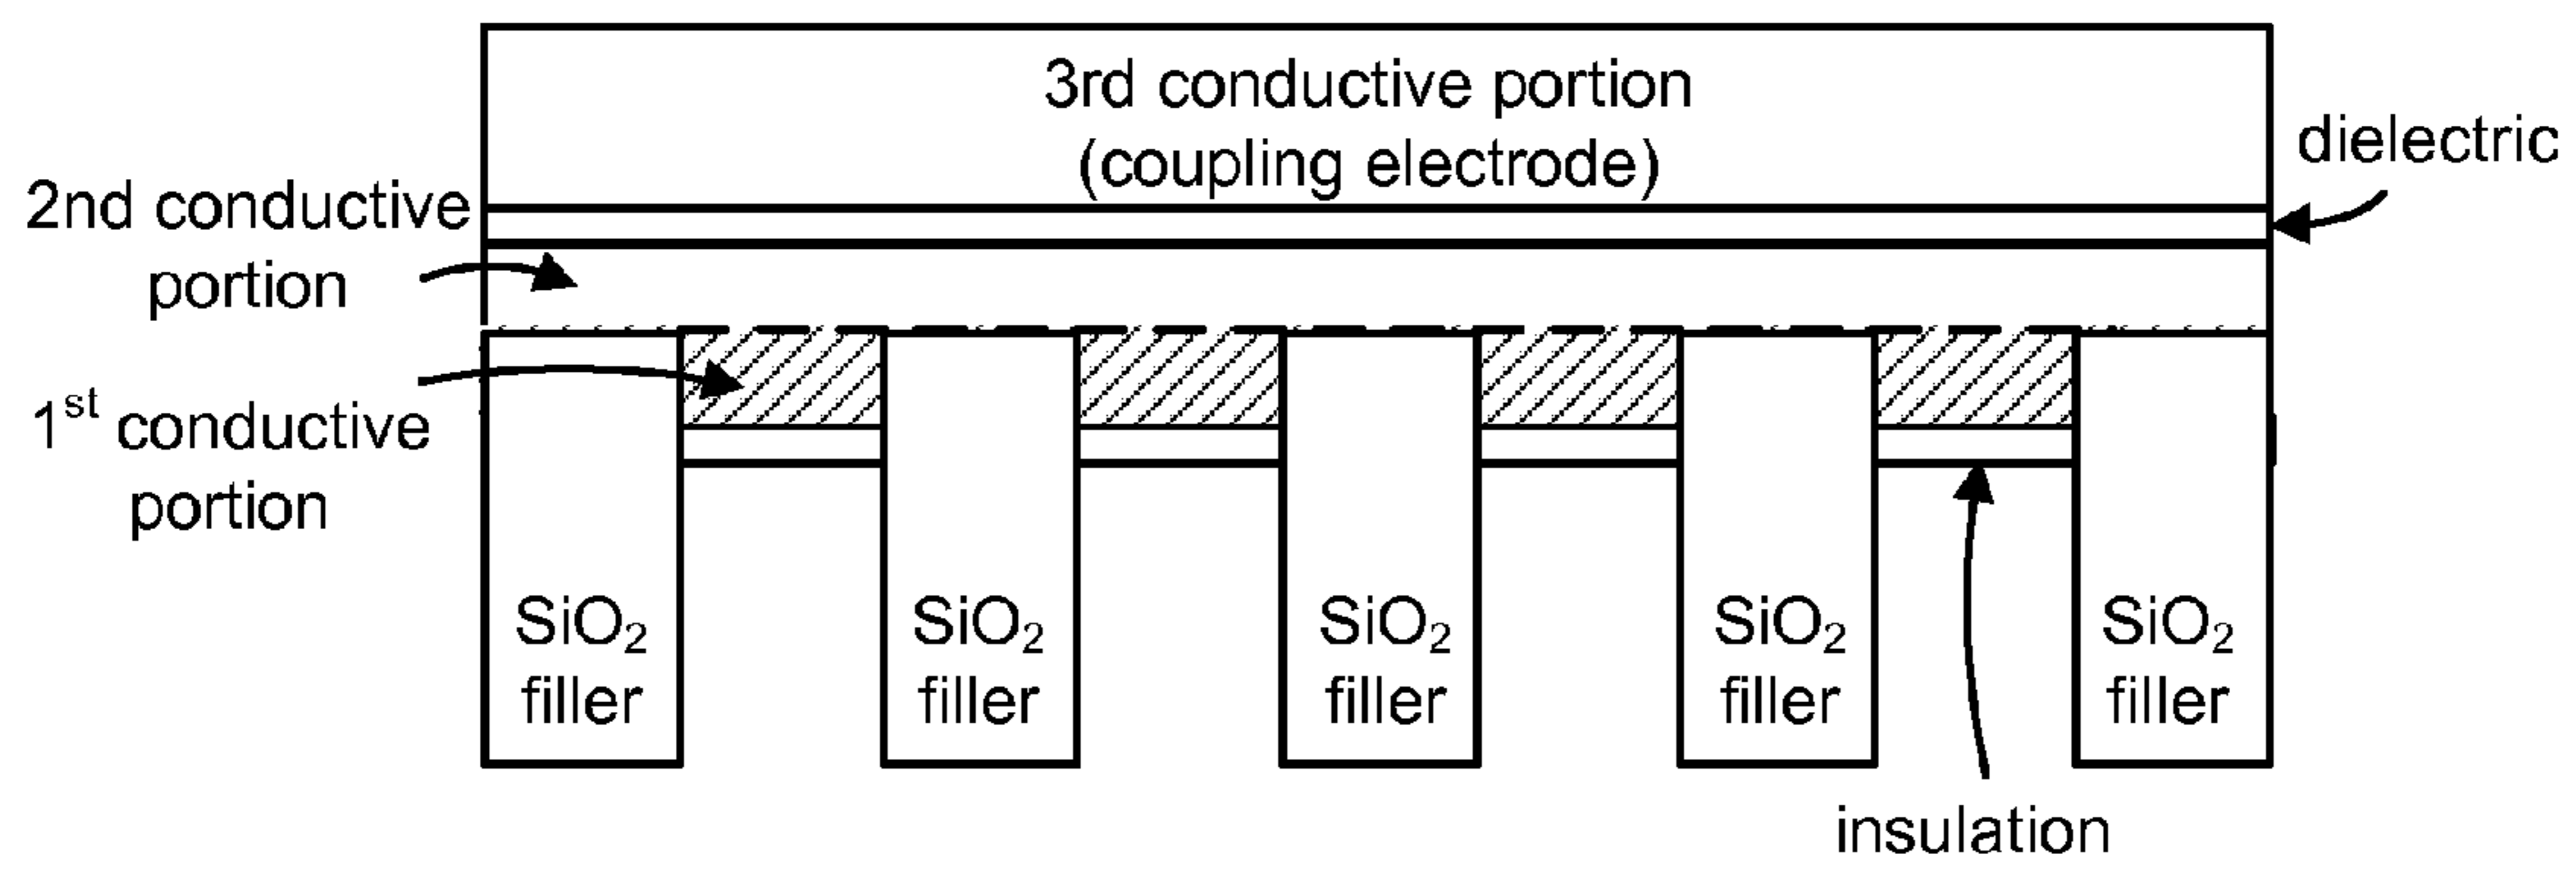 3rd conductive portion
(coupling electrode)
dielectric
2nd conductive
portion
1st conductive
portion
SiO2
filler
SiO2
filler
SiO2
filler
SiO2
filler
SiO2
filler
insulation